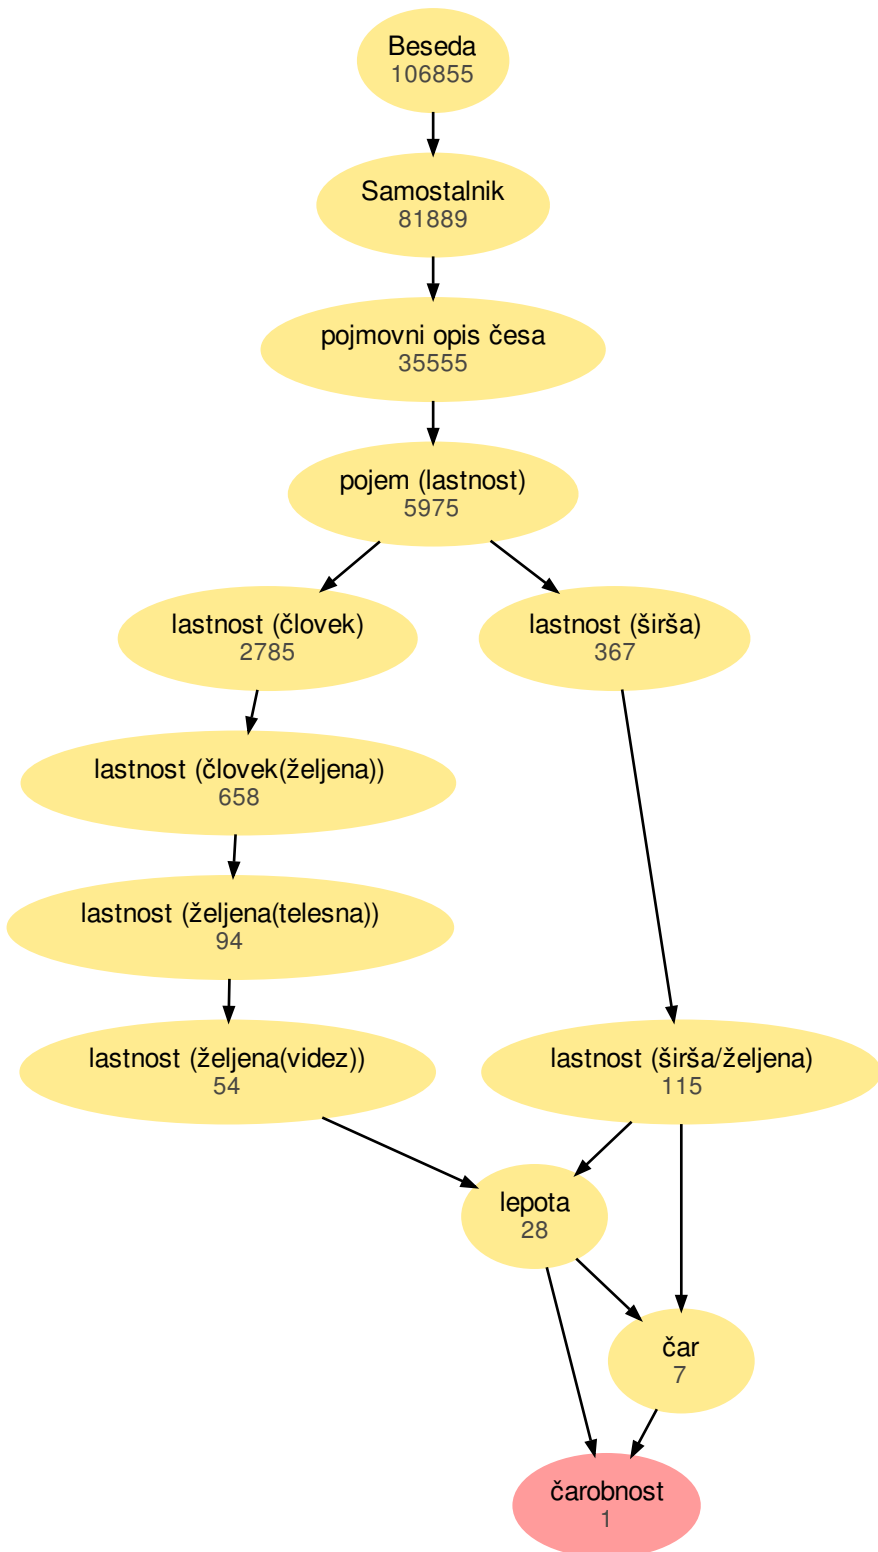 Beseda
106855
Samostalnik
81889
pojmovni opis česa
35555
pojem (lastnost)
5975
lastnost (človek)
2785
lastnost (širša)
367
lastnost (človek(željena))
658
lastnost (željena(telesna))
94
lastnost (željena(videz))
54
lastnost (širša/željena)
115
lepota
28
čar
7
čarobnost
1